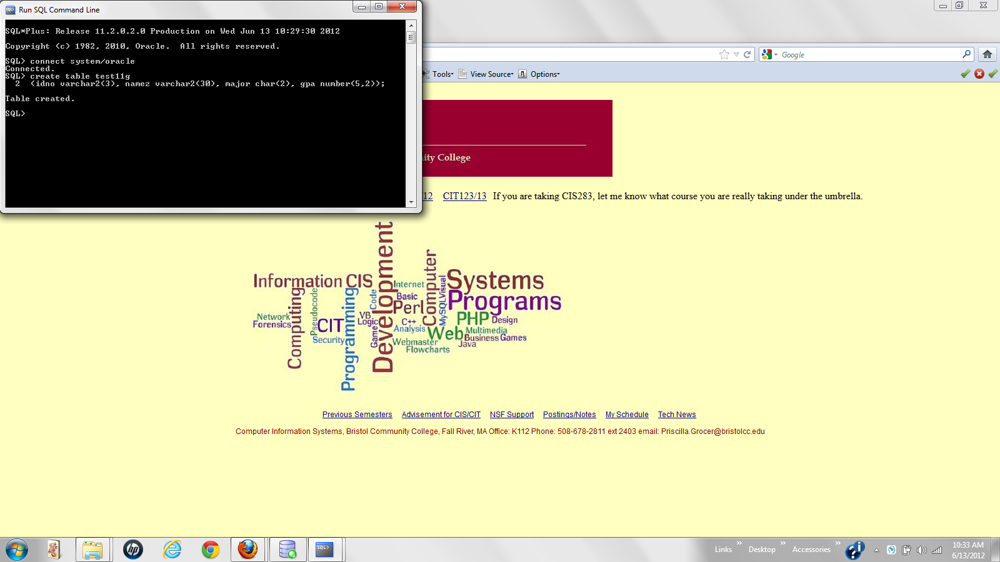 Run SQL Command Line
SQL*Plus: Release 11.2.0.2.0 Production on Wed Jun 13 10:29:30 2012
Copyright (c) 1982, 2010, Oracle.  All rights reserved.
SQL> connect system/oracle
Connected.
SQL> create table test11g
2  (idno varchar2(3), namez varchar2(30), major char(2), gpa number(5,2));
Table created.
SQL>
Google
Tools
View Source
Options
ity College
/12 CIT123/13 If you are taking CIS283, let me know what course you are really taking under the umbrella.
Information CIS
Development
Internet
Computer
Systems
Computing
Pseudocode
Programming
Code
Basic
Perl
MySQL
Visual
Programs
Network
Forensics
CIT
VB
Logic
C++
PHP
Design
Security
Game
Analysis
Web
Multimedia
Business
Games
Webmaster
Java
Flowcharts
Previous Semesters Advisement for CIS/CIT NSF Support Postings/Notes My Schedule Tech News
Computer Information Systems, Bristol Community College, Fall River, MA Office: K112 Phone: 508-678-2811 ext 2403 email: Priscilla.Grocer@bristolcc.edu
hp
SQL>
Links
Desktop
Accessories
10:33 AM
6/13/2012